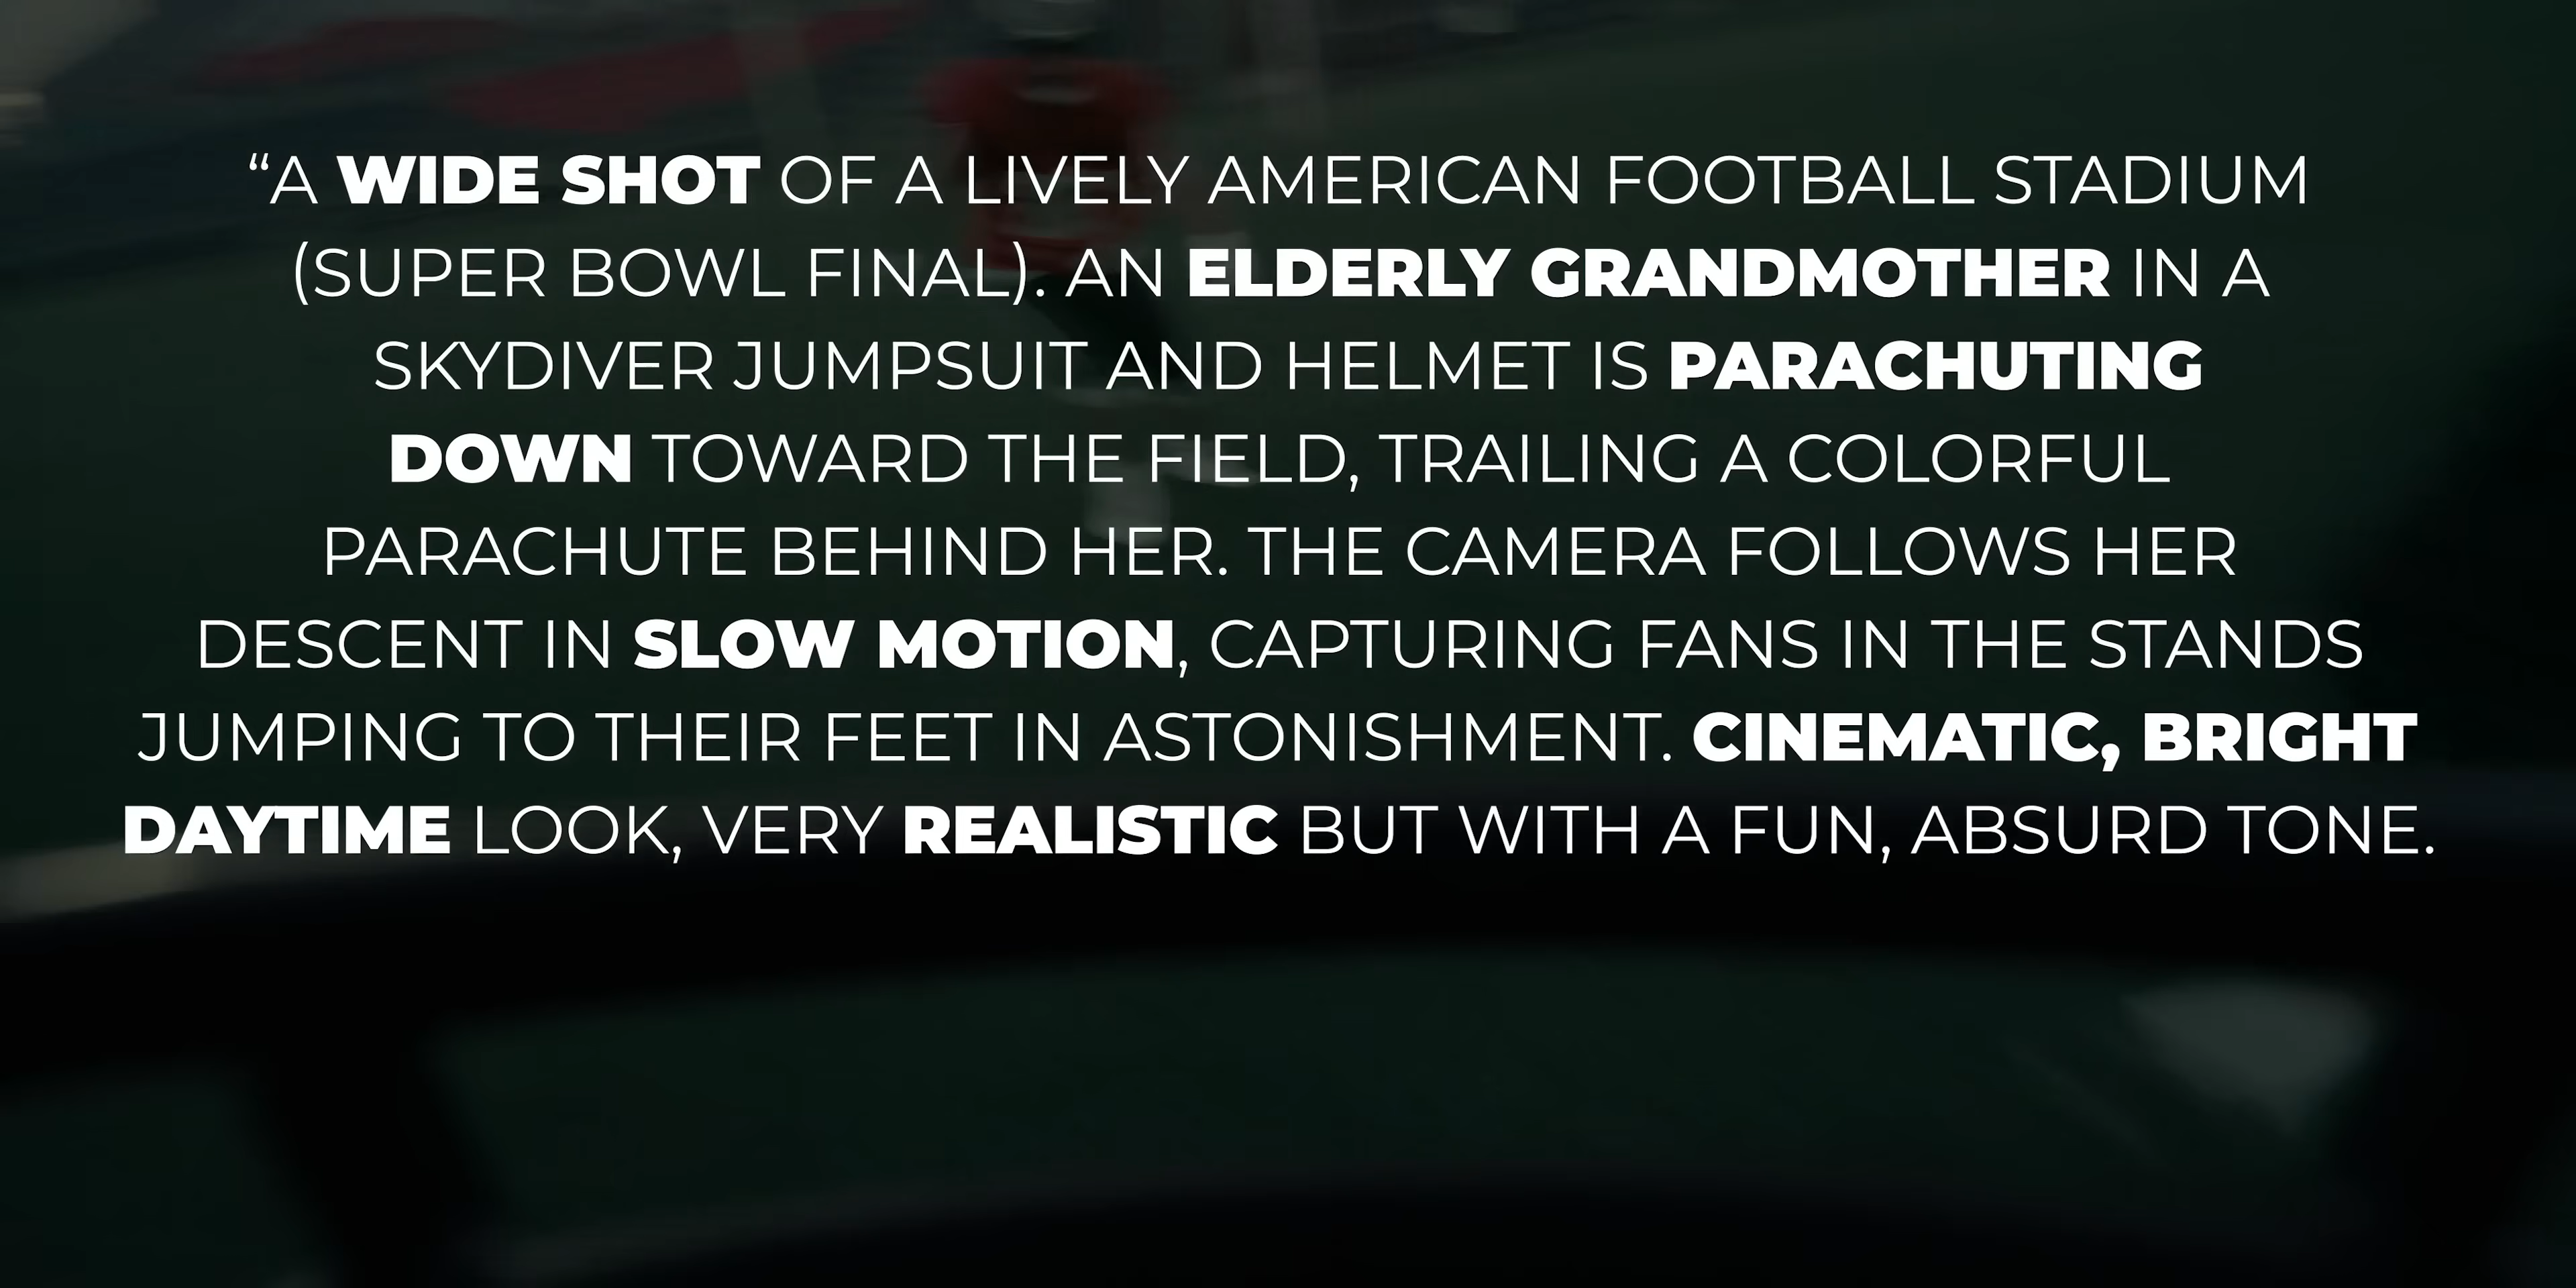 “A WIDE SHOT OF A LIVELY AMERICAN FOOTBALL STADIUM
(SUPER BOWL FINAL). AN ELDERLY GRANDMOTHER IN A
SKYDIVER JUMPSUIT AND HELMET IS PARACHUTING
DOWN TOWARD THE FIELD, TRAILING A COLORFUL
PARACHUTE BEHIND HER. THE CAMERA FOLLOWS HER
DESCENT IN SLOW MOTION, CAPTURING FANS IN THE STANDS
JUMPING TO THEIR FEET IN ASTONISHMENT. CINEMATIC, BRIGHT
DAYTIME LOOK, VERY REALISTIC BUT WITH A FUN, ABSURD TONE.